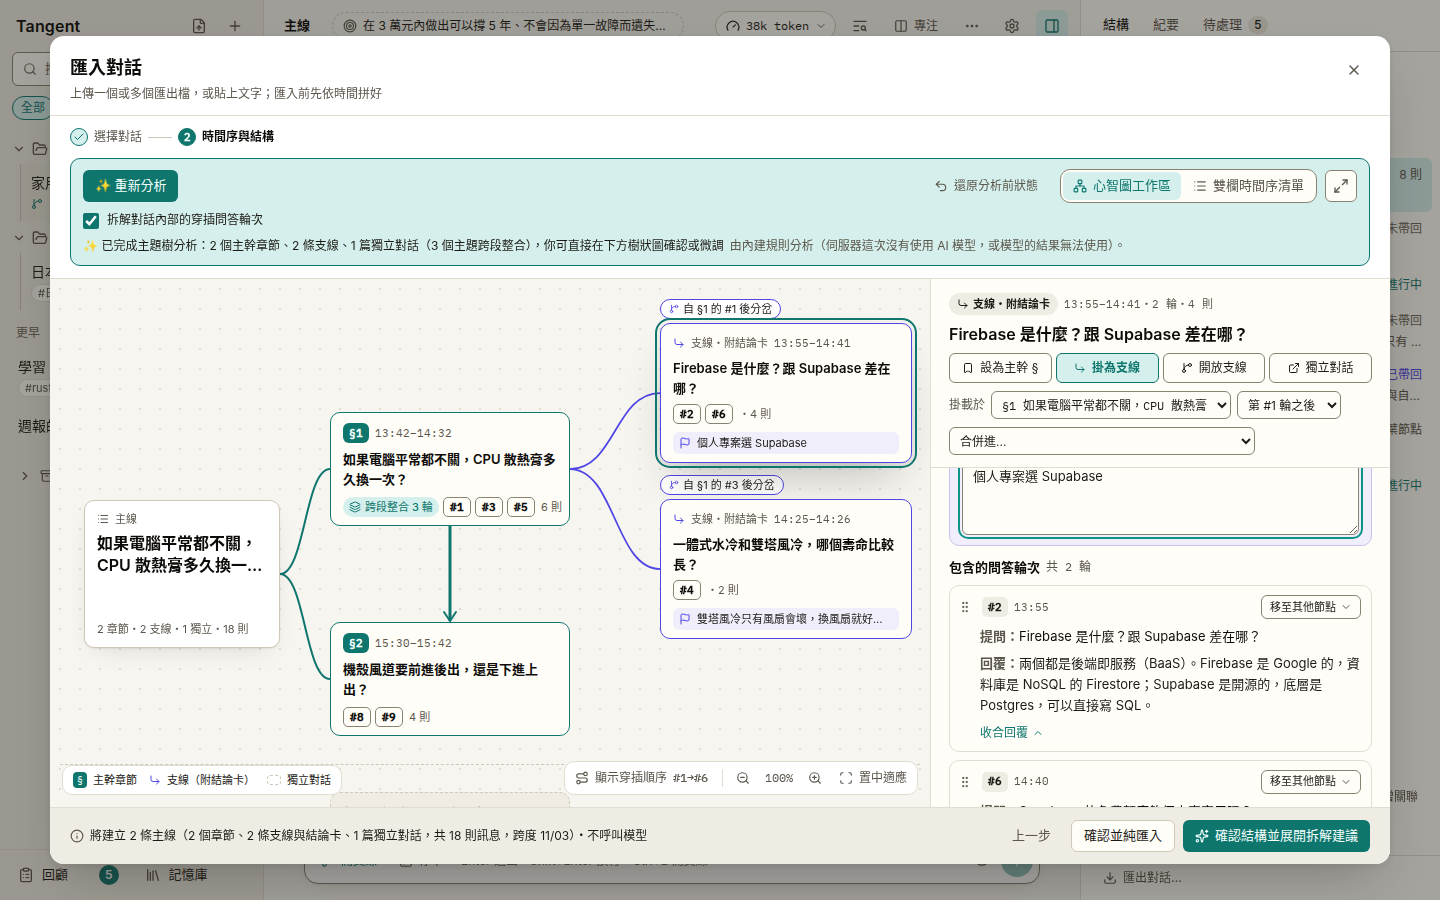 Tangent
主線
在 3 萬元內做出可以撐 5 年、不會因為單一故障而遺失...
38k token
專注
結構
紀要
待處理 5
匯入對話
上傳一個或多個匯出檔，或貼上文字；匯入前先依時間拼好
全部
選擇對話
2 時間序與結構
✨ 重新分析
還原分析前狀態
心智圖工作區
雙欄時間序清單
拆解對話內部的穿插問答輪次
✨ 已完成主題樹分析：2 個主幹章節、2 條支線、1 篇獨立對話（3 個主題跨段整合），你可直接在下方樹狀圖確認或微調 由內建規則分析（伺服器這次沒有使用 AI 模型，或模型的結果無法使用）。
8 則
未帶回
進行中
未帶回
只有 ...
已帶回
與自...
葉節點
進行中
更早
學習
#rust
週報
自 §1 的 #1 後分岔
支線・附結論卡 13:55–14:41
Firebase 是什麼？跟 Supabase 差在哪？
#2 #6 ・4 則
個人專案選 Supabase
§1 13:42–14:32
如果電腦平常都不關，CPU 散熱膏多久換一次？
跨段整合 3 輪 #1 #3 #5 6 則
自 §1 的 #3 後分岔
支線・附結論卡 14:25–14:26
一體式水冷和雙塔風冷，哪個壽命比較長？
#4 ・2 則
雙塔風冷只有風扇會壞，換風扇就好...
主線
如果電腦平常都不關，
CPU 散熱膏多久換一...
2 章節・2 支線・1 獨立・18 則
§2 15:30–15:42
機殼風道要前進後出，還是下進上出？
#8 #9 4 則
§ 主幹章節
支線（附結論卡）
獨立對話
顯示穿插順序 #1→#6
100%
置中適應
支線・附結論卡 13:55–14:41・2 輪・4 則
Firebase 是什麼？跟 Supabase 差在哪？
設為主幹 §
掛為支線
開放支線
獨立對話
掛載於 §1 如果電腦平常都不關，CPU 散熱膏 第 #1 輪之後
合併進...
個人專案選 Supabase
包含的問答輪次 共 2 輪
#2 13:55 移至其他節點
提問：Firebase 是什麼？跟 Supabase 差在哪？
回覆：兩個都是後端即服務（BaaS）。Firebase 是 Google 的，資
料庫是 NoSQL 的 Firestore；Supabase 是開源的，底層是
Postgres，可以直接寫 SQL。
收合回覆
#6 14:40 移至其他節點
將建立 2 條主線（2 個章節、2 條支線與結論卡、1 篇獨立對話，共 18 則訊息，跨度 11/03）・不呼叫模型
上一步
確認並純匯入
確認結構並展開拆解建議
回顧 5
記憶庫
匯出對話...